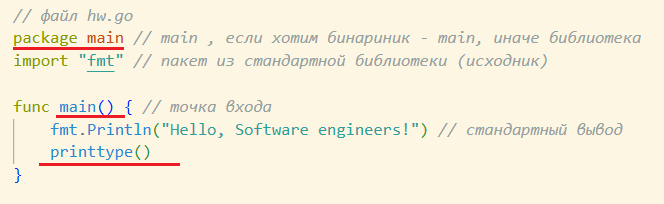 // файл hw.go
package main // main , если хотим бинариник - main, иначе библиотека
import "fmt" // пакет из стандартной библиотеки (исходник)
func main() { // точка входа
fmt.Println("Hello, Software engineers!") // стандартный вывод
printtype()
}